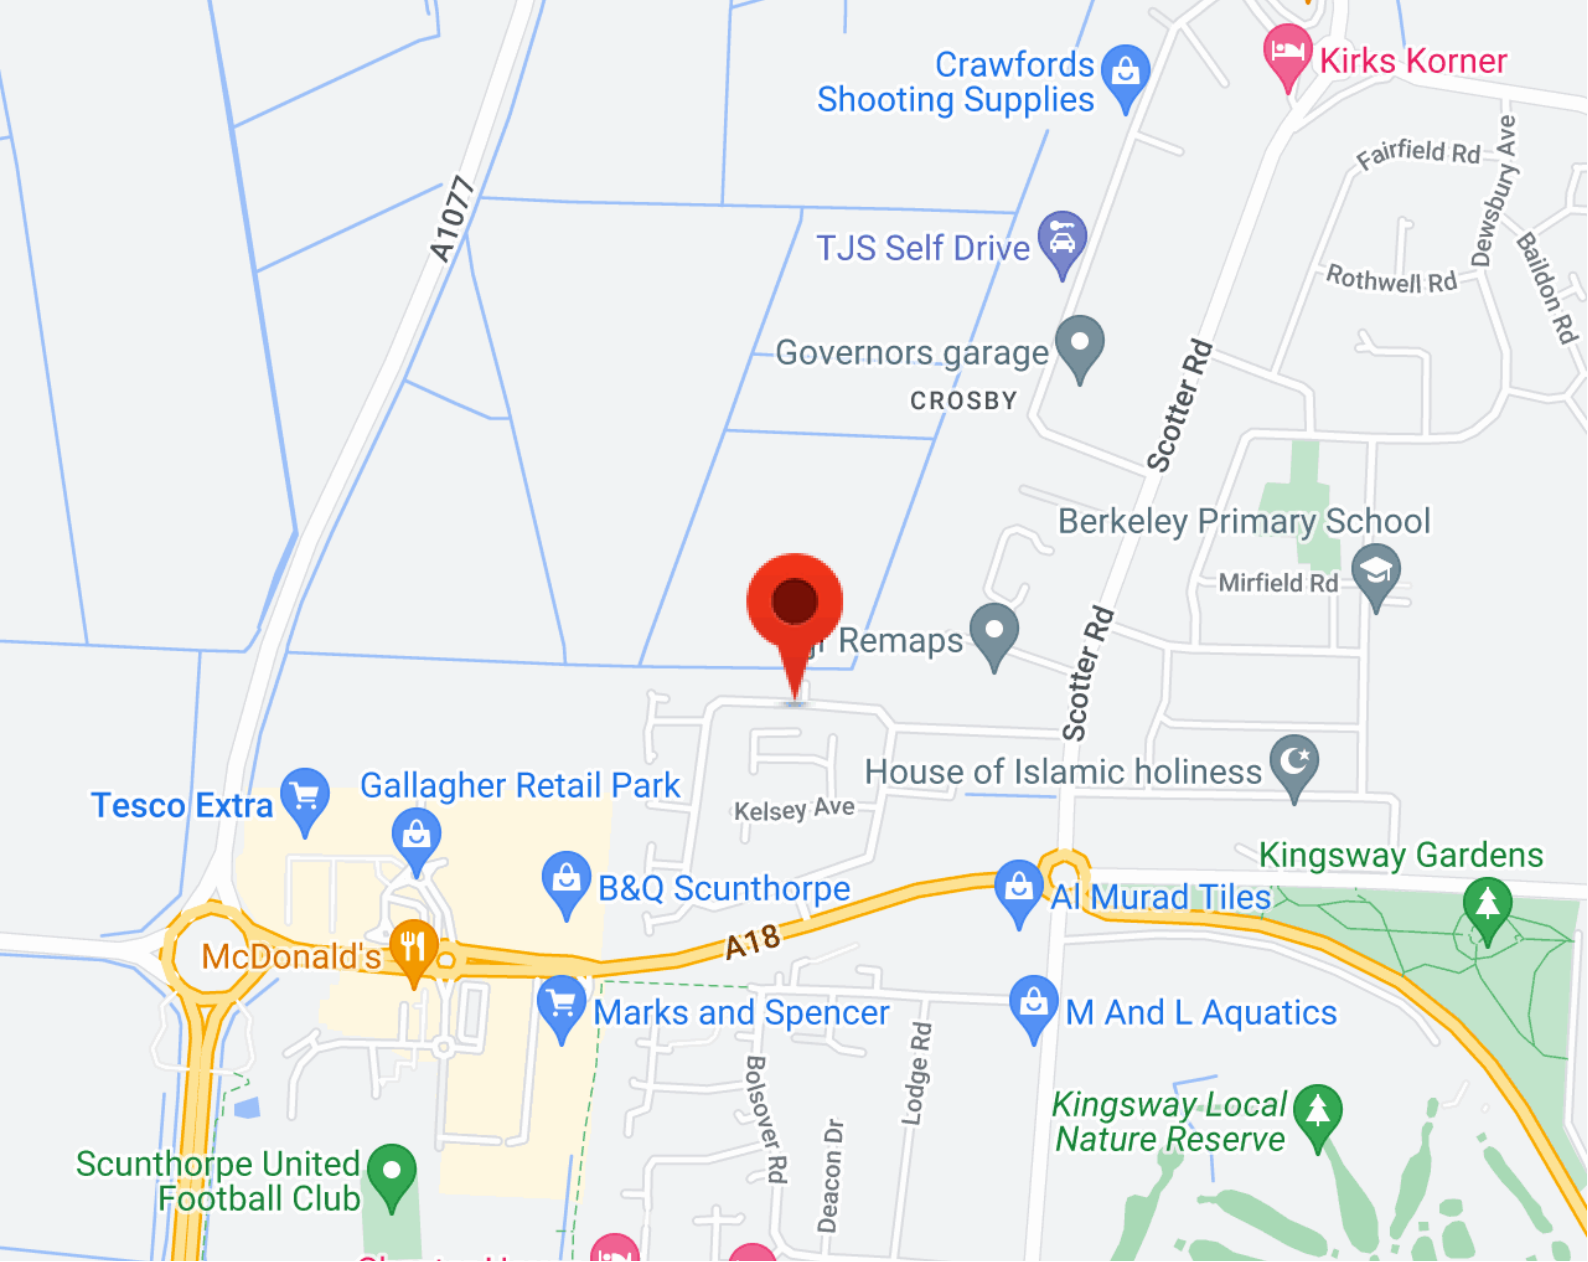 Crawfords
Shooting Supplies
Kirks Korner
Fairfield Rd
Dewsbury Ave
A1077
TJS Self Drive
Rothwell Rd
Baildon Rd
Governors garage
CROSBY
Scotter Rd
Berkeley Primary School
Mirfield Rd
Remaps
Scotter Rd
House of Islamic holiness
Gallagher Retail Park
Tesco Extra
Kelsey Ave
Kingsway Gardens
B&Q Scunthorpe
Al Murad Tiles
A18
McDonald's
Marks and Spencer
M And L Aquatics
Lodge Rd
Bolsover Rd
Deacon Dr
Kingsway Local
Nature Reserve
Scunthorpe United
Football Club